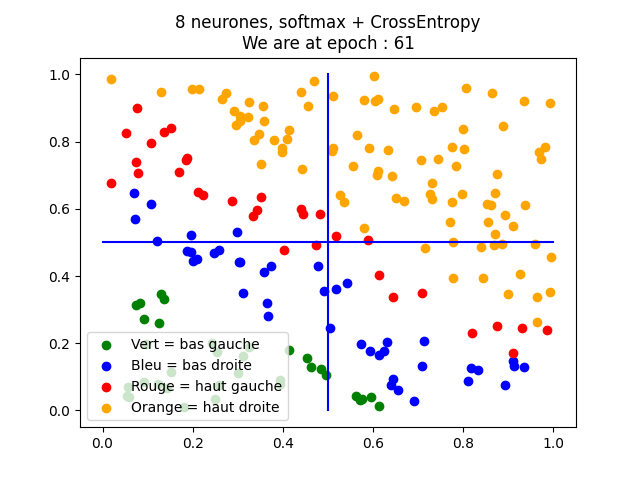 8 neurones, softmax + CrossEntropy
We are at epoch : 61
1.0
0.8
0.6
0.4
0.2
0.0
Vert = bas gauche
Bleu = bas droite
Rouge = haut gauche
Orange = haut droite
0.0 0.2 0.4 0.6 0.8 1.0